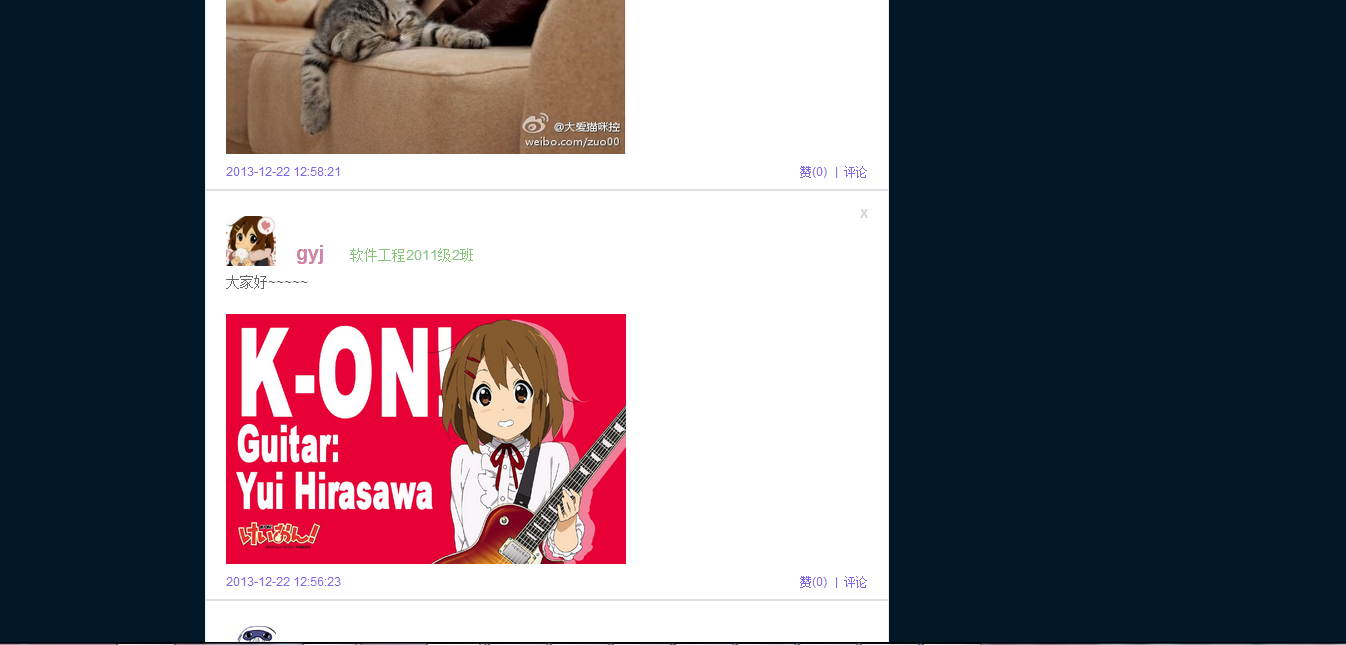 @大爱猫咪控
weibo.com/zuo00
2013-12-22 12:58:21
赞(0) | 评论
x
gyj 软件工程2011级2班
大家好~~~~~
K-ON!
Guitar:
Yui Hirasawa
けいおん!
2013-12-22 12:56:23
赞(0) | 评论